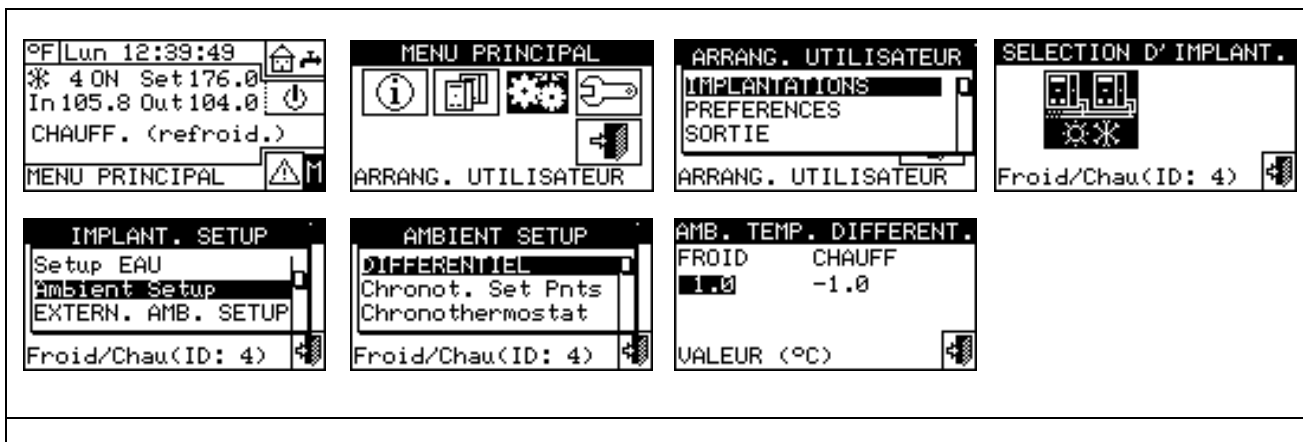 °F Lun 12:39:49
4 ON Set 176.0
In 105.8 Out 104.0
CHAUFF. (refroid.)
MENU PRINCIPAL M
MENU PRINCIPAL
ARRANG. UTILISATEUR
ARRANG. UTILISATEUR
IMPLANTATIONS
PREFERENCES
SORTIE
ARRANG. UTILISATEUR
SELECTION D'IMPLANT.
Froid/Chau(ID: 4)
IMPLANT. SETUP
Setup EAU
Ambient Setup
EXTERN. AMB. SETUP
Froid/Chau(ID: 4)
AMBIENT SETUP
DIFFERENTIEL
Chronot. Set Pnts
Chronothermostat
Froid/Chau(ID: 4)
AMB. TEMP. DIFFERENT.
FROID CHAUFF
1.0 -1.0
VALEUR (°C)